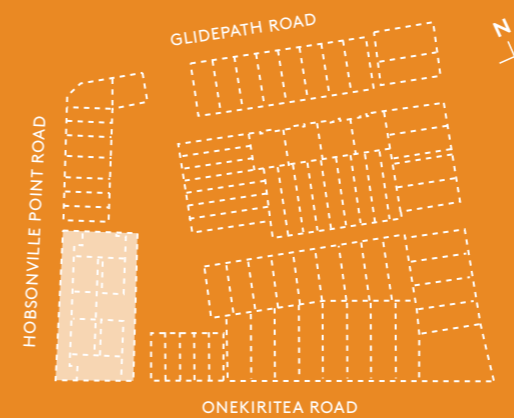 GLIDEPATH ROAD
N
HOBSONVILLE POINT ROAD
ONEKIRITEA ROAD